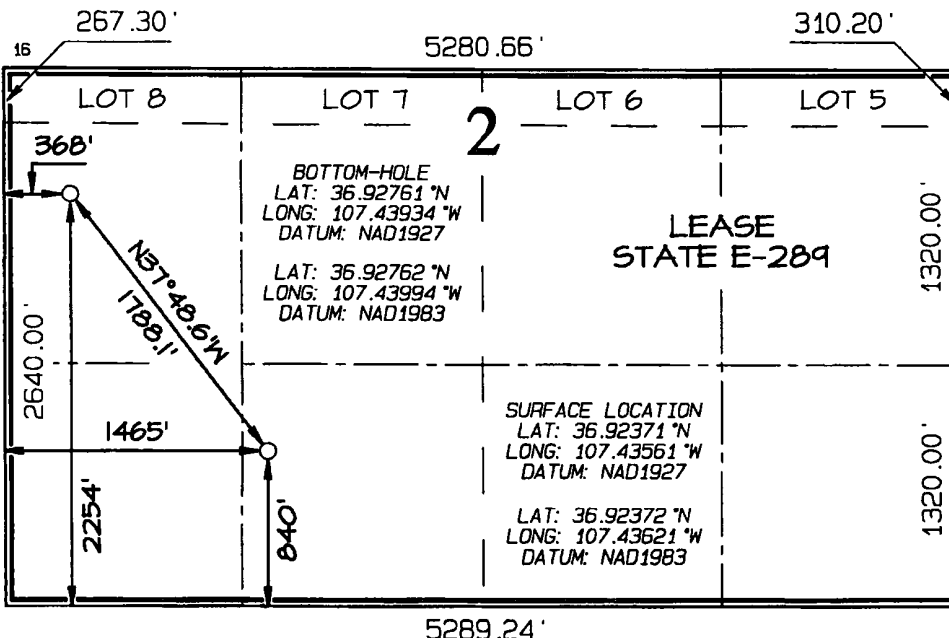 267.30'
310.20'
16
5280.66'
LOT 8
LOT 7
LOT 6
LOT 5
2
368'
BOTTOM-HOLE
LAT: 36.92761 °N
LONG: 107.43934 °W
DATUM: NAD1927
LAT: 36.92762 °N
LONG: 107.43994 °W
DATUM: NAD1983
LEASE
STATE E-289
1320.00'
N37°48.6'W
1788.1'
2640.00'
1465'
2254'
840'
SURFACE LOCATION
LAT: 36.92371 °N
LONG: 107.43561 °W
DATUM: NAD1927
LAT: 36.92372 °N
LONG: 107.43621 °W
DATUM: NAD1983
1320.00'
5289.24'